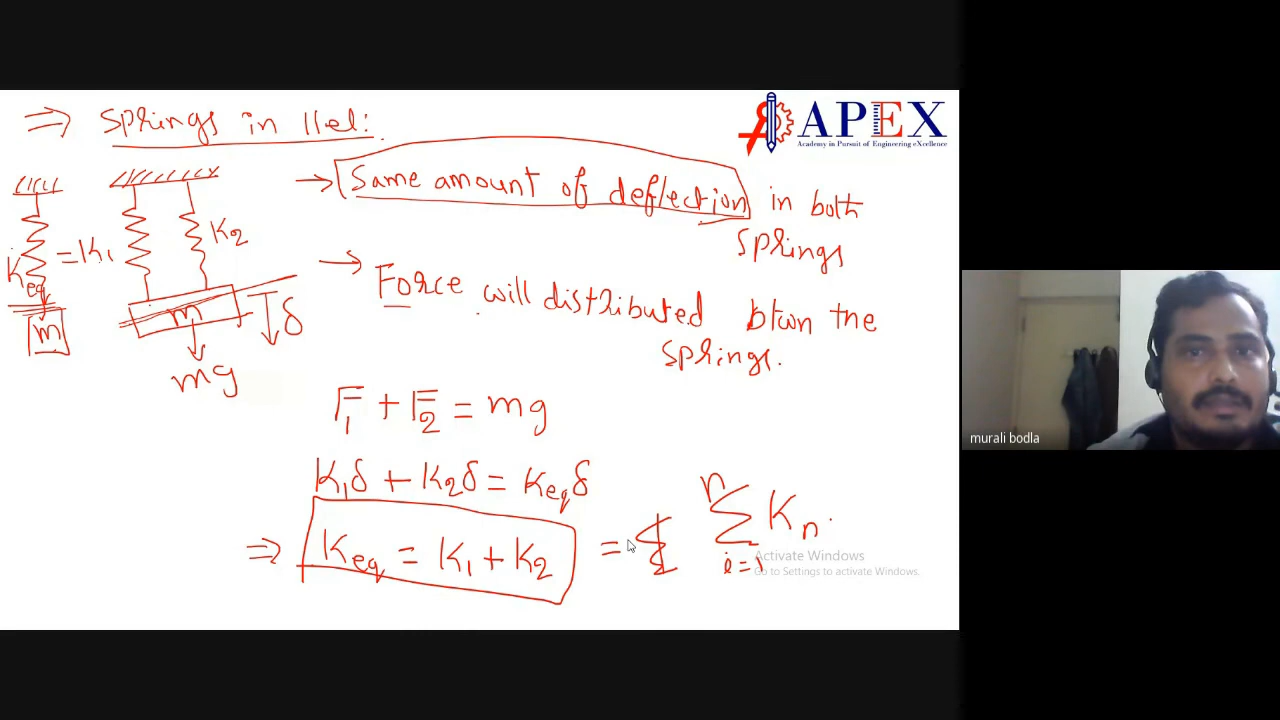 ⇒ Springs in llel:
APEX
Academy in Pursuit of Engineering eXcellence
→ Same amount of deflection in both
springs
Keq = K1 K2
m
m
δ
mg
→ Force will distributed btwn the
springs.
F1 + F2 = mg
K1δ + K2δ = Keqδ
⇒ Keq = K1 + K2 = Σ n Σ i=1 Kn.
Activate Windows
Go to Settings to activate Windows.
murali bodla